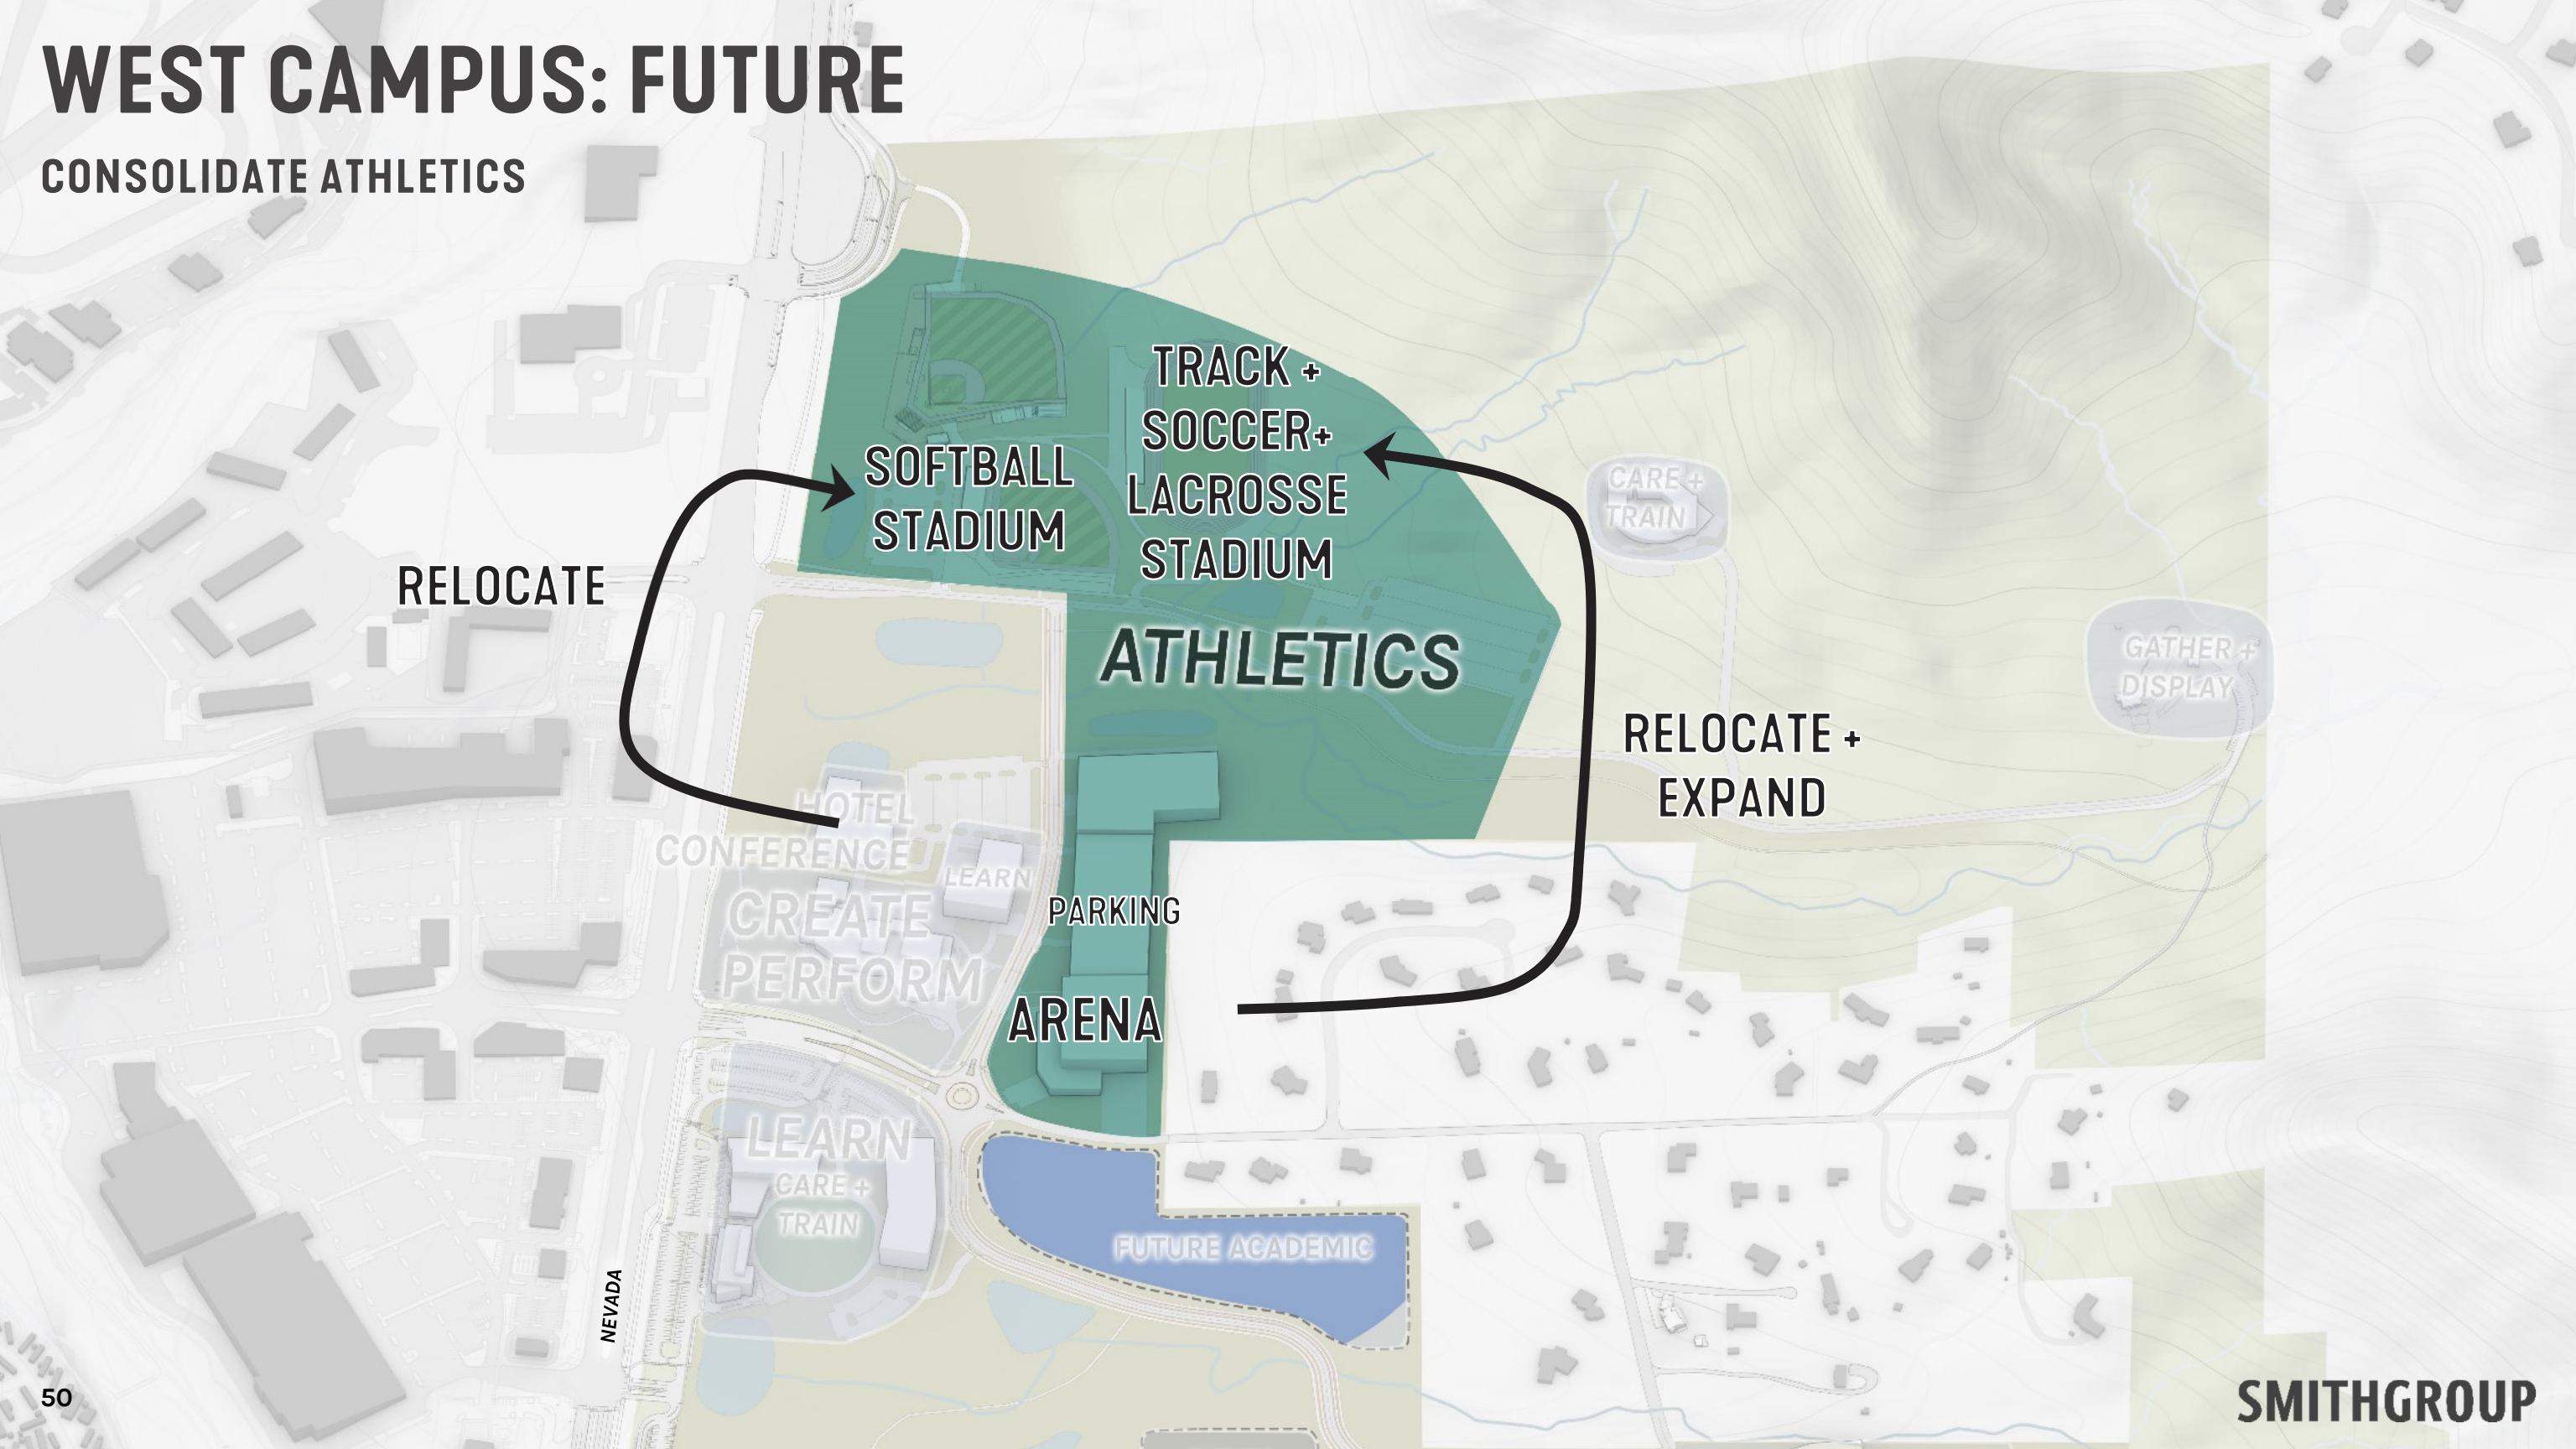 WEST CAMPUS: FUTURE
CONSOLIDATE ATHLETICS
TRACK +
SOCCER+
LACROSSE
STADIUM
SOFTBALL
STADIUM
RELOCATE
CARE +
TRAIN
ATHLETICS
GATHER +
DISPLAY
RELOCATE +
EXPAND
HOTEL
CONFERENCE
LEARN
CREATE
PERFORM
PARKING
ARENA
LEARN
CARE +
TRAIN
FUTURE ACADEMIC
NEVADA
50
SMITHGROUP